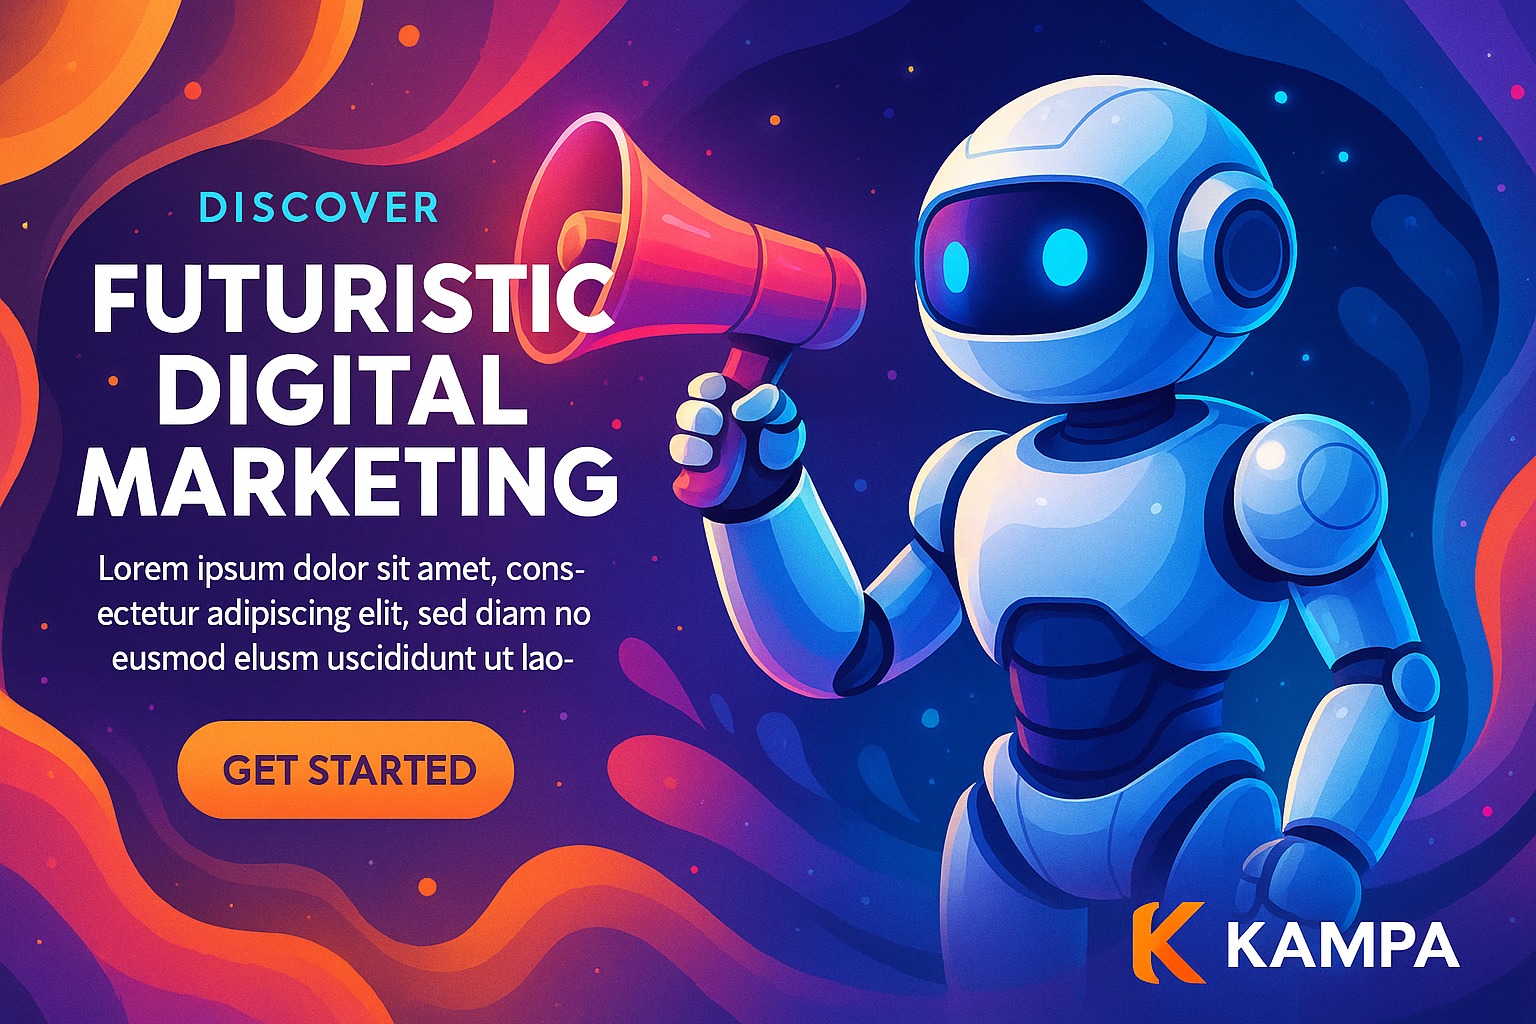 DISCOVER
FUTURISTIC
DIGITAL
MARKETING
Lorem ipsum dolor sit amet, cons-
ectetur adipiscing elit, sed diam no
eusmod elusm uscididunt ut lao-
GET STARTED
KAMPA